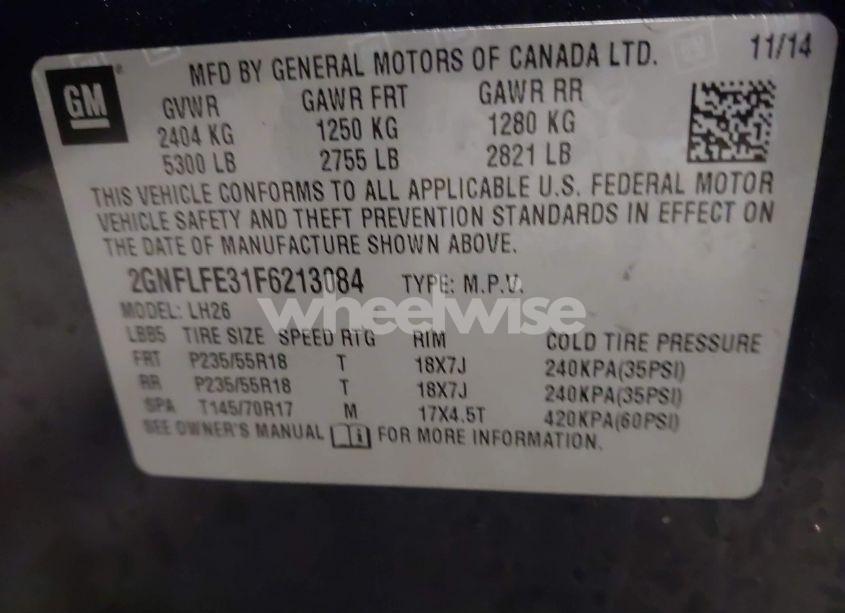 MFD BY GENERAL MOTORS OF CANADA LTD. 11/14
GM
GVWR GAWR FRT GAWR RR
2404 KG 1250 KG 1280 KG
5300 LB 2755 LB 2821 LB
THIS VEHICLE CONFORMS TO ALL APPLICABLE U.S. FEDERAL MOTOR
VEHICLE SAFETY AND THEFT PREVENTION STANDARDS IN EFFECT ON
THE DATE OF MANUFACTURE SHOWN ABOVE.
2GNFLFE31F6213084 TYPE: M.P.V.
wheelwise
MODEL: LH26
LBB5 TIRE SIZE SPEED RTG RIM COLD TIRE PRESSURE
FRT P235/55R18 T 18X7J 240KPA(35PSI)
RR P235/55R18 T 18X7J 240KPA(35PSI)
SPA T145/70R17 M 17X4.5T 420KPA(60PSI)
SEE OWNER'S MANUAL FOR MORE INFORMATION.